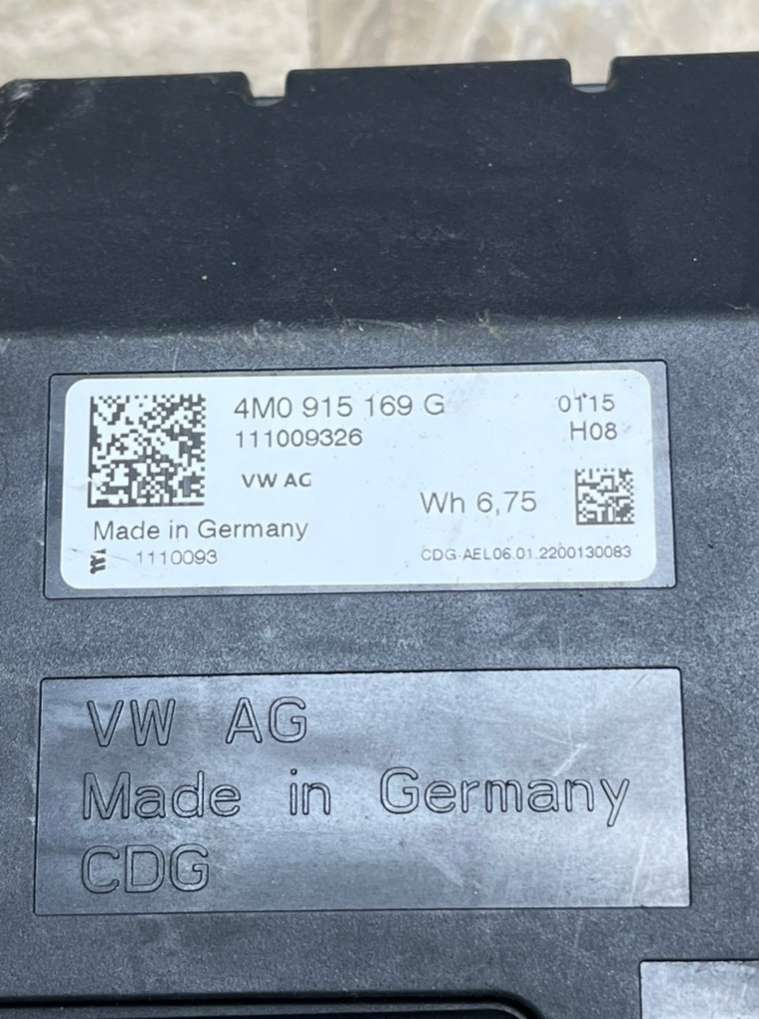 4M0 915 169 G 0115
111009326 H08
VW AG
Wh 6,75
Made in Germany
1110093 CDG-AEL06.01.2200130083
VW AG
Made in Germany
CDG